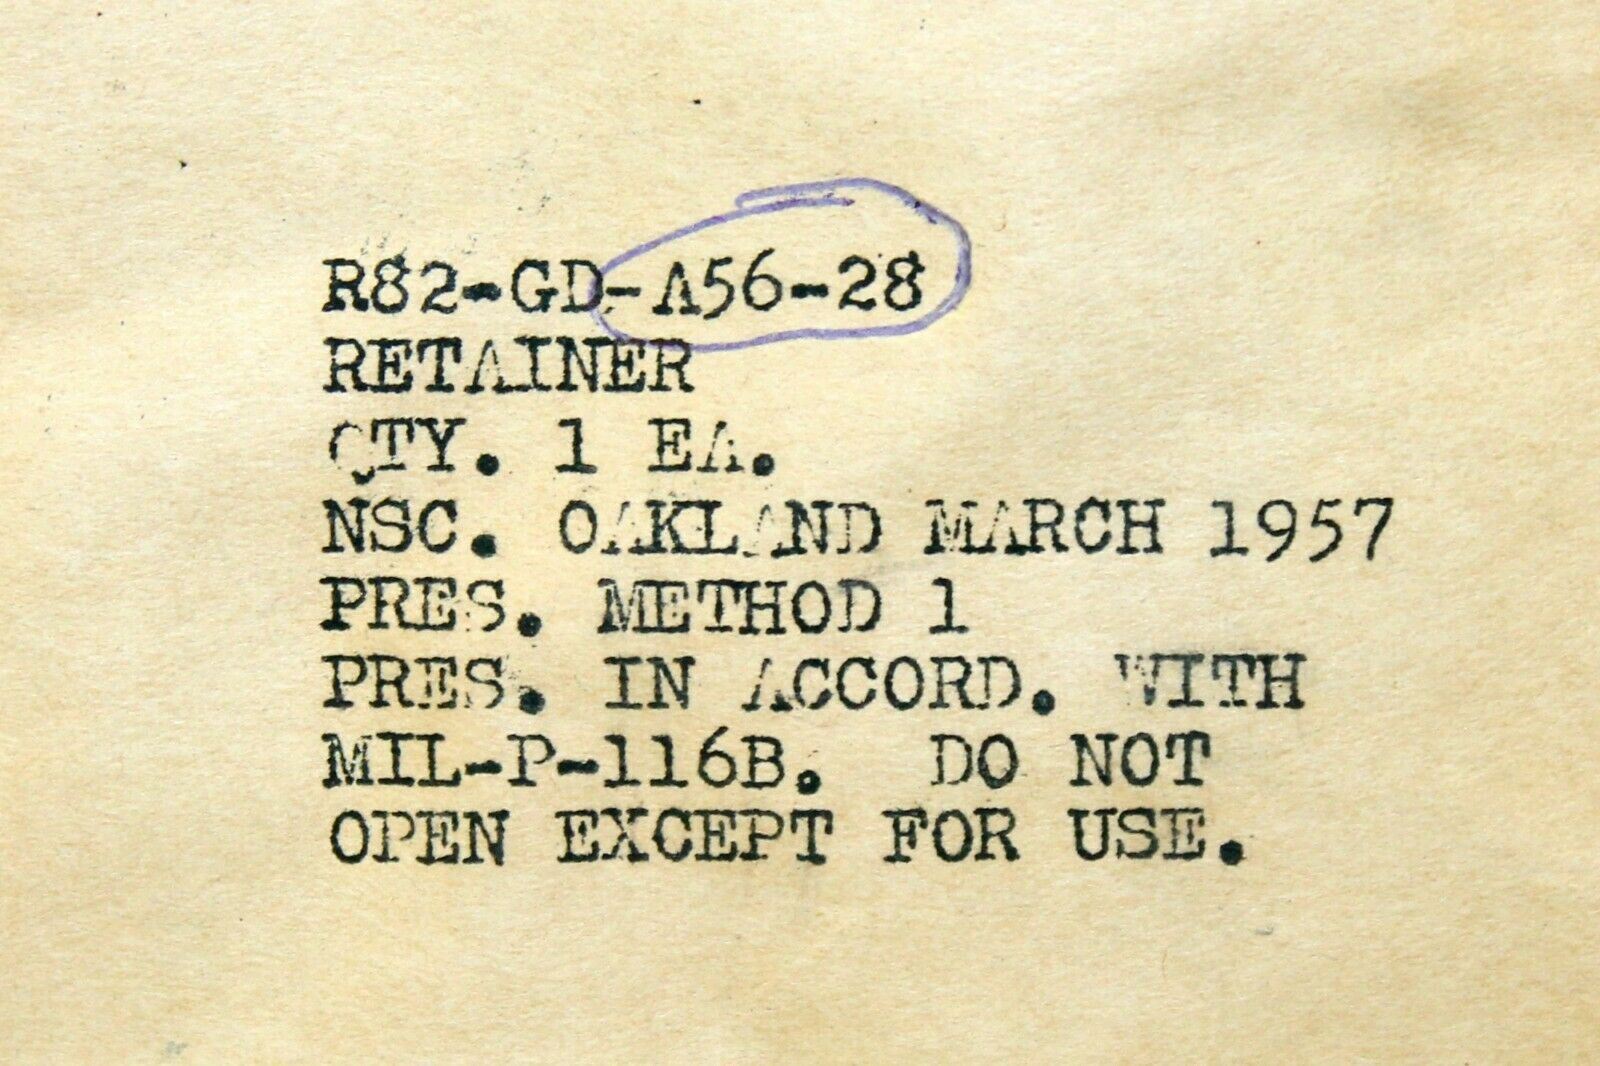 R82-GD-A56-28
RETAINER
QTY. 1 EA.
NSC. OAKLAND MARCH 1957
PRES. METHOD 1
PRES. IN ACCORD. WITH
MIL-P-116B. DO NOT
OPEN EXCEPT FOR USE.